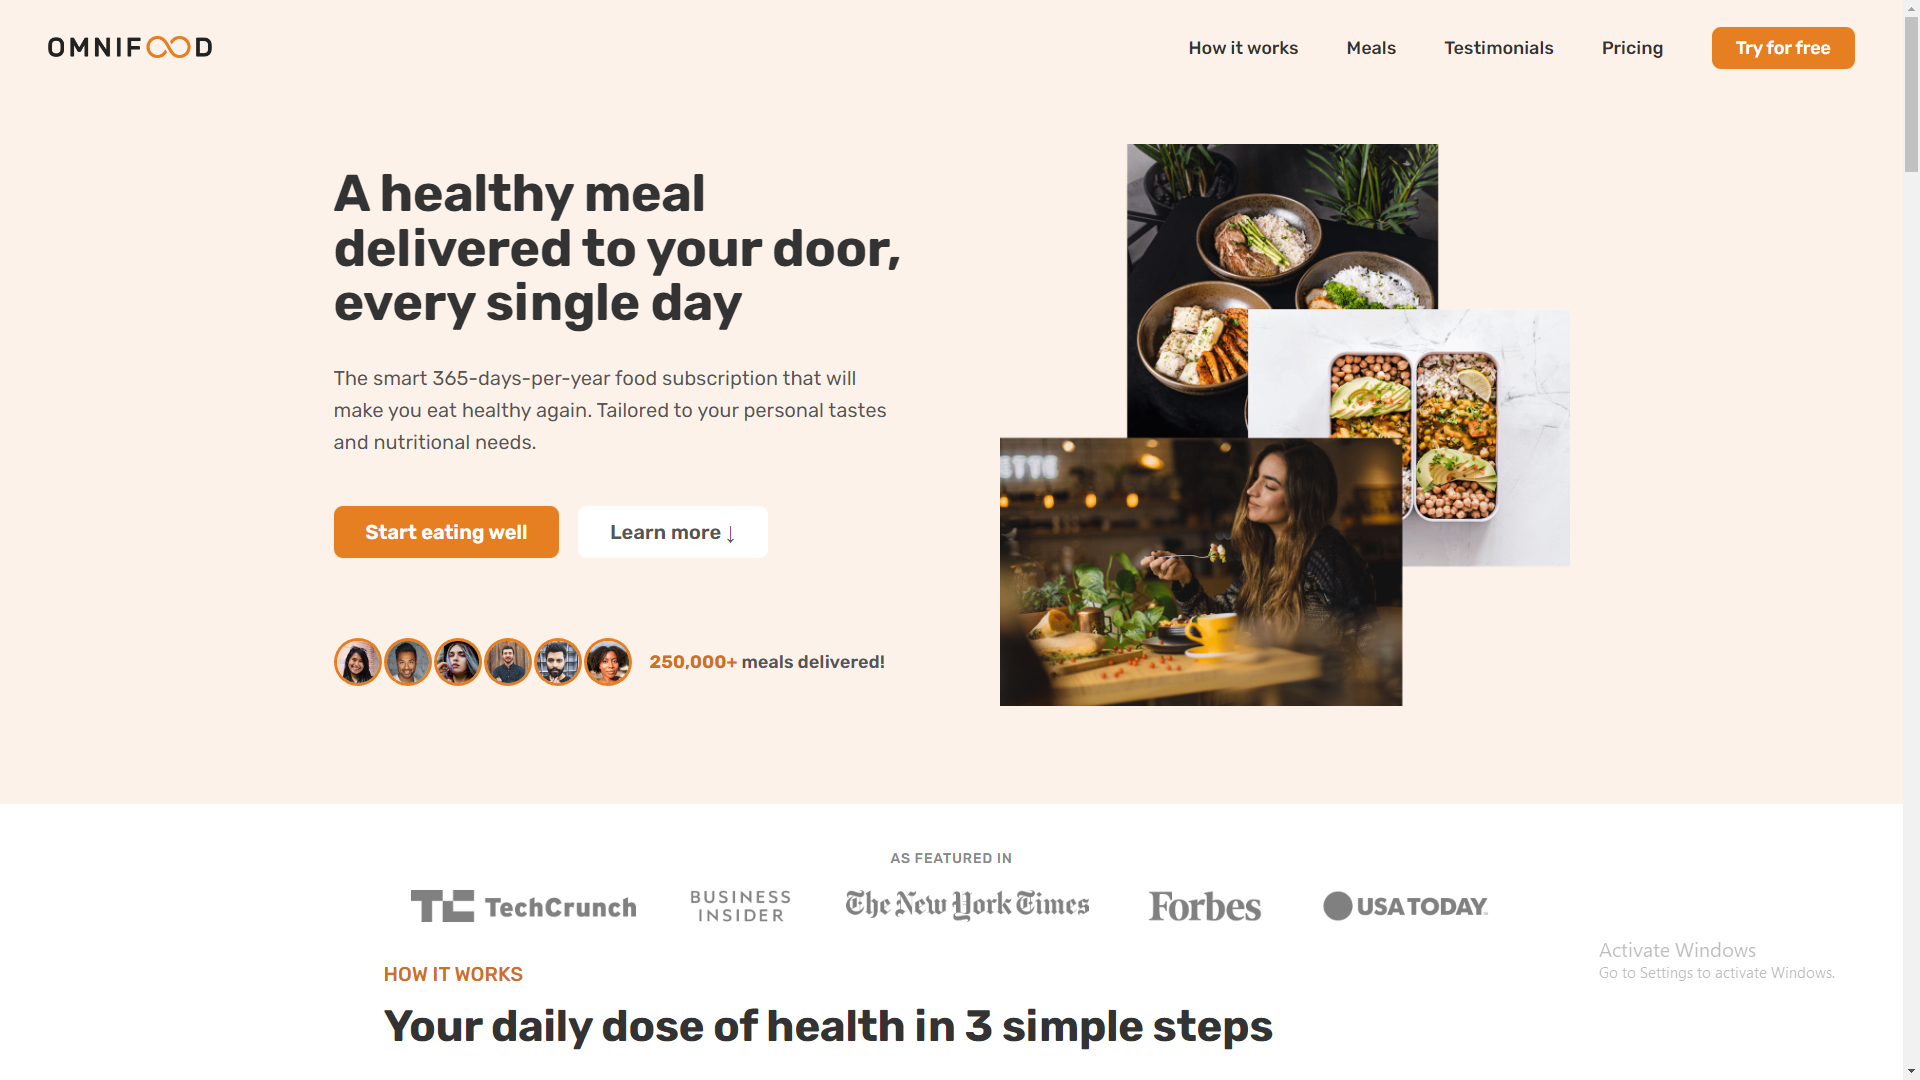 OMNIFOOD
How it works
Meals
Testimonials
Pricing
Try for free
A healthy meal
delivered to your door,
every single day
The smart 365-days-per-year food subscription that will
make you eat healthy again. Tailored to your personal tastes
and nutritional needs.
Start eating well
Learn more ↓
250,000+ meals delivered!
ETTE
AS FEATURED IN
TC TechCrunch
BUSINESS
INSIDER
The New York Times
Forbes
USA TODAY
HOW IT WORKS
Your daily dose of health in 3 simple steps
Activate Windows
Go to Settings to activate Windows.